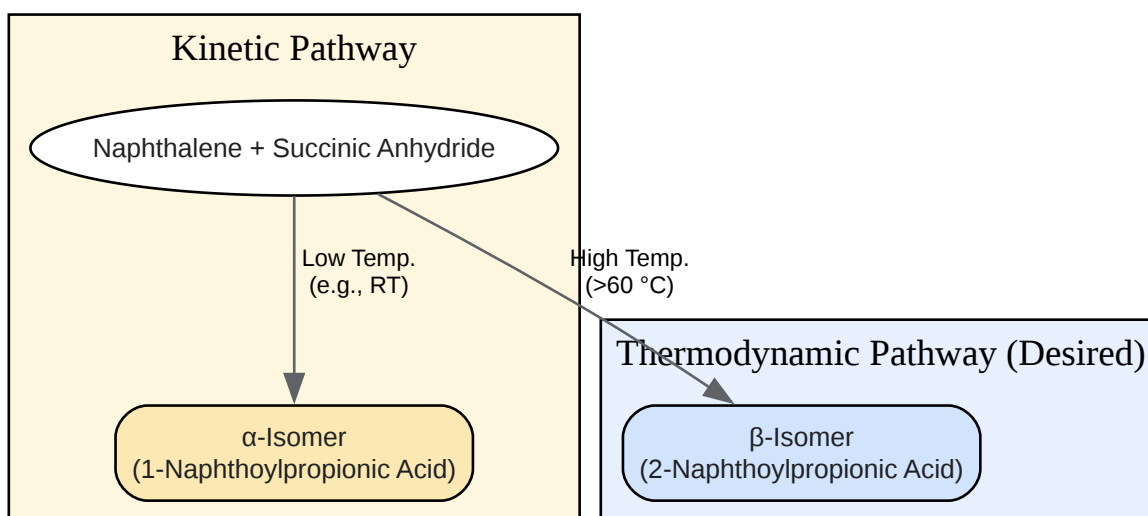 Kinetic Pathway
Naphthalene + Succinic Anhydride
Low Temp.
(e.g., RT)
High Temp.
(>60 °C)
Thermodynamic Pathway (Desired)
α-Isomer
(1-Naphthoylpropionic Acid)
β-Isomer
(2-Naphthoylpropionic Acid)